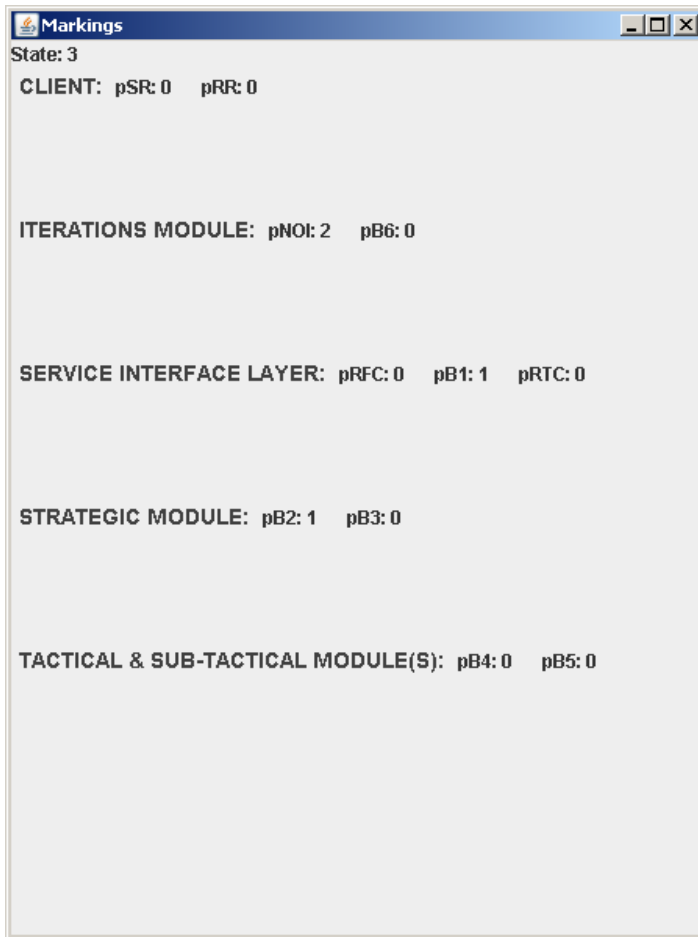 Markings
State: 3
CLIENT: pSR: 0 pRR: 0
ITERATIONS MODULE: pNOI: 2 pB6: 0
SERVICE INTERFACE LAYER: pRFC: 0 pB1: 1 pRTC: 0
STRATEGIC MODULE: pB2: 1 pB3: 0
TACTICAL & SUB-TACTICAL MODULE(S): pB4: 0 pB5: 0